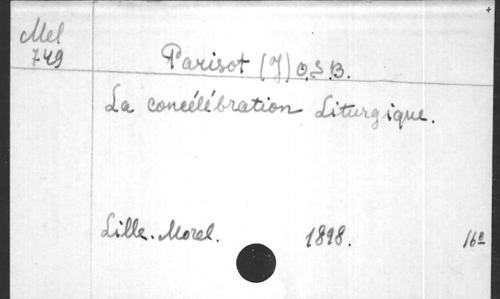 Mel
749
Parisot (J) O.S.B.
La concélébration Liturgique.
Lille. Morel. 1898. 16º